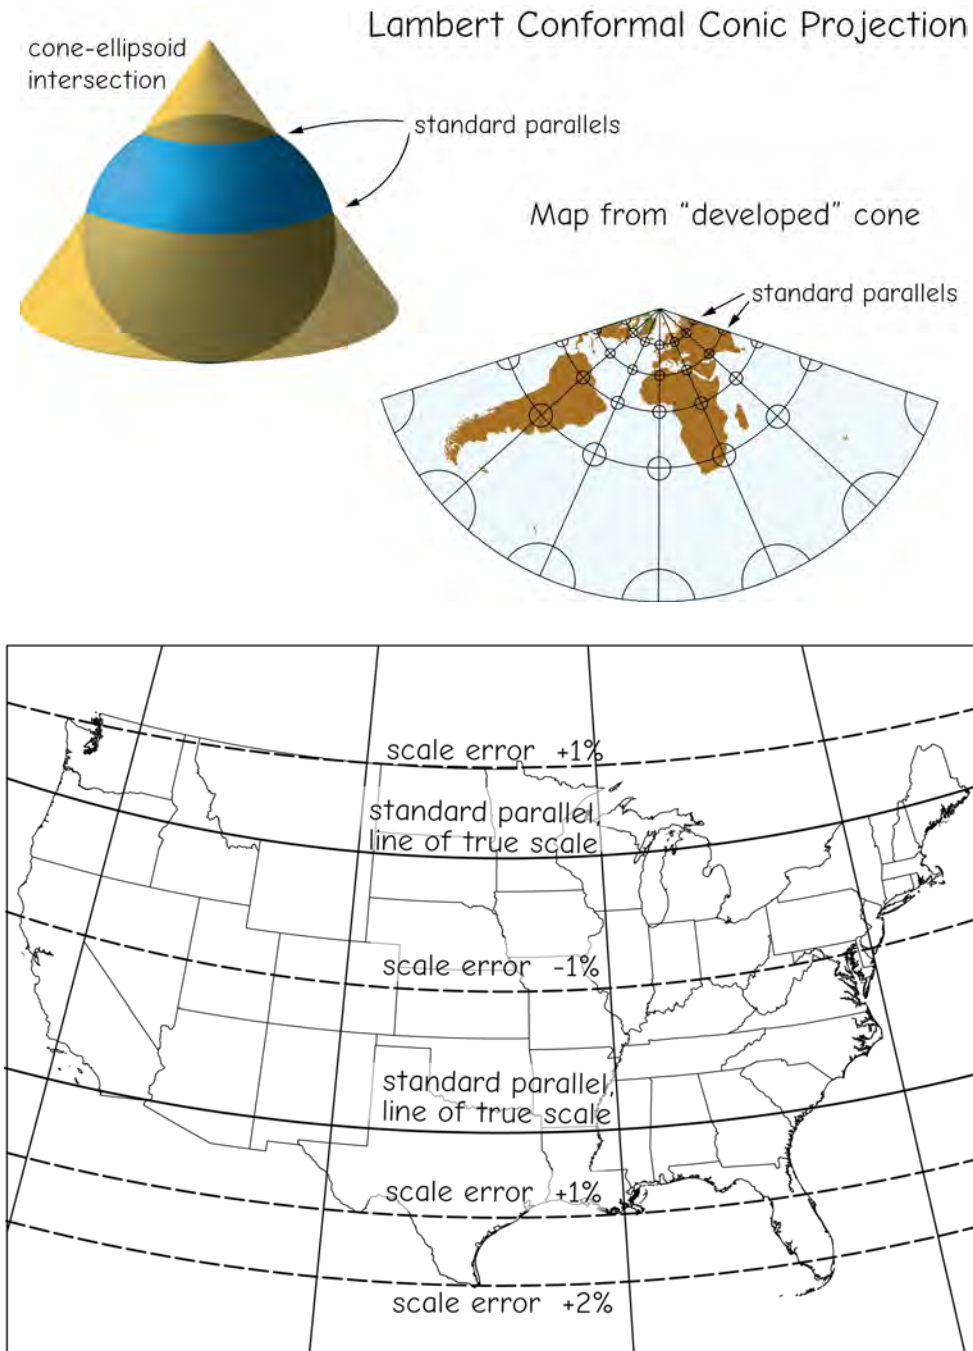 Lambert Conformal Conic Projection
cone-ellipsoid
intersection
standard parallels
Map from “developed” cone
standard parallels
scale error +1%
standard parallel,
line of true scale
scale error -1%
standard parallel,
line of true scale
scale error +1%
scale error +2%